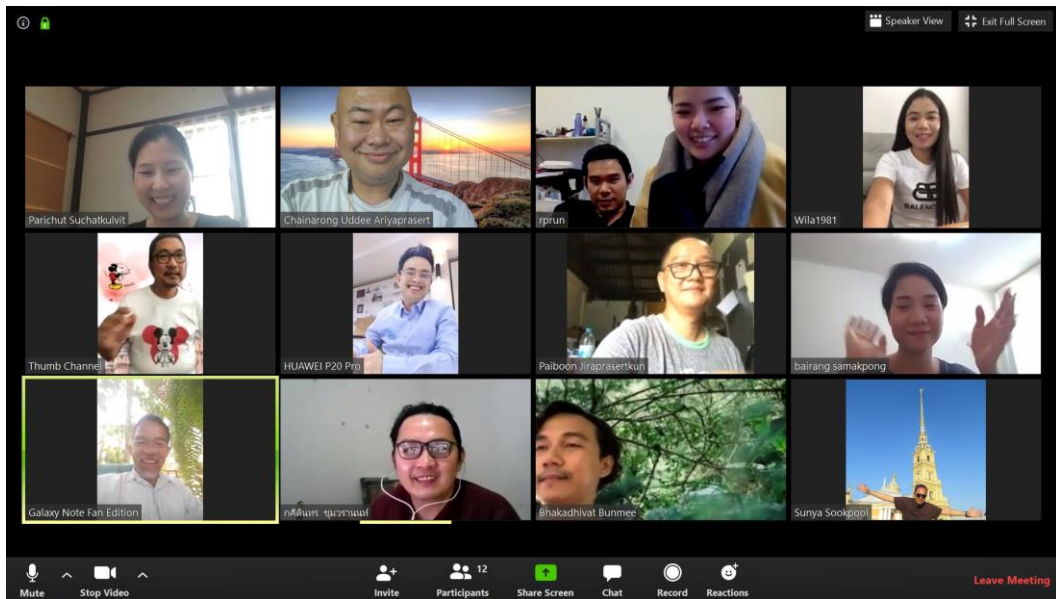 Speaker View
Exit Full Screen
Parichut Suchatkulvit
Chainarong Uddee Ariyaprasert
rprun
Wila1981
BALENC
Thumb Channel
HUAWEI P20 Pro
Paiboon Jiraprasertkun
bairang samakpong
Galaxy Note Fan Edition
กศิดินทร ชุมวรานนท์
Bhakadhivat Bunmee
Sunya Sookpool
Mute
Stop Video
Invite
12
Participants
Share Screen
Chat
Record
Reactions
Leave Meeting